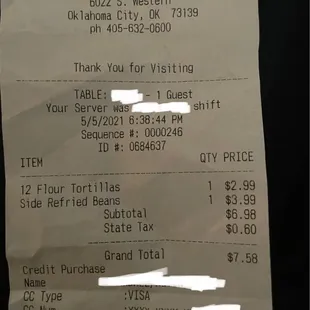 6022 S. Western
Oklahoma City, OK 73139
ph 405-632-0600
Thank You for Visiting
TABLE: - 1 Guest
Your Server was shift
5/5/2021 6:38:44 PM
Sequence #: 0000246
ID #: 0684637
ITEM QTY PRICE
12 Flour Tortillas 1 $2.99
Side Refried Beans 1 $3.99
Subtotal $6.98
State Tax $0.60
Grand Total $7.58
Credit Purchase
Name
CC Type :VISA
CC Num